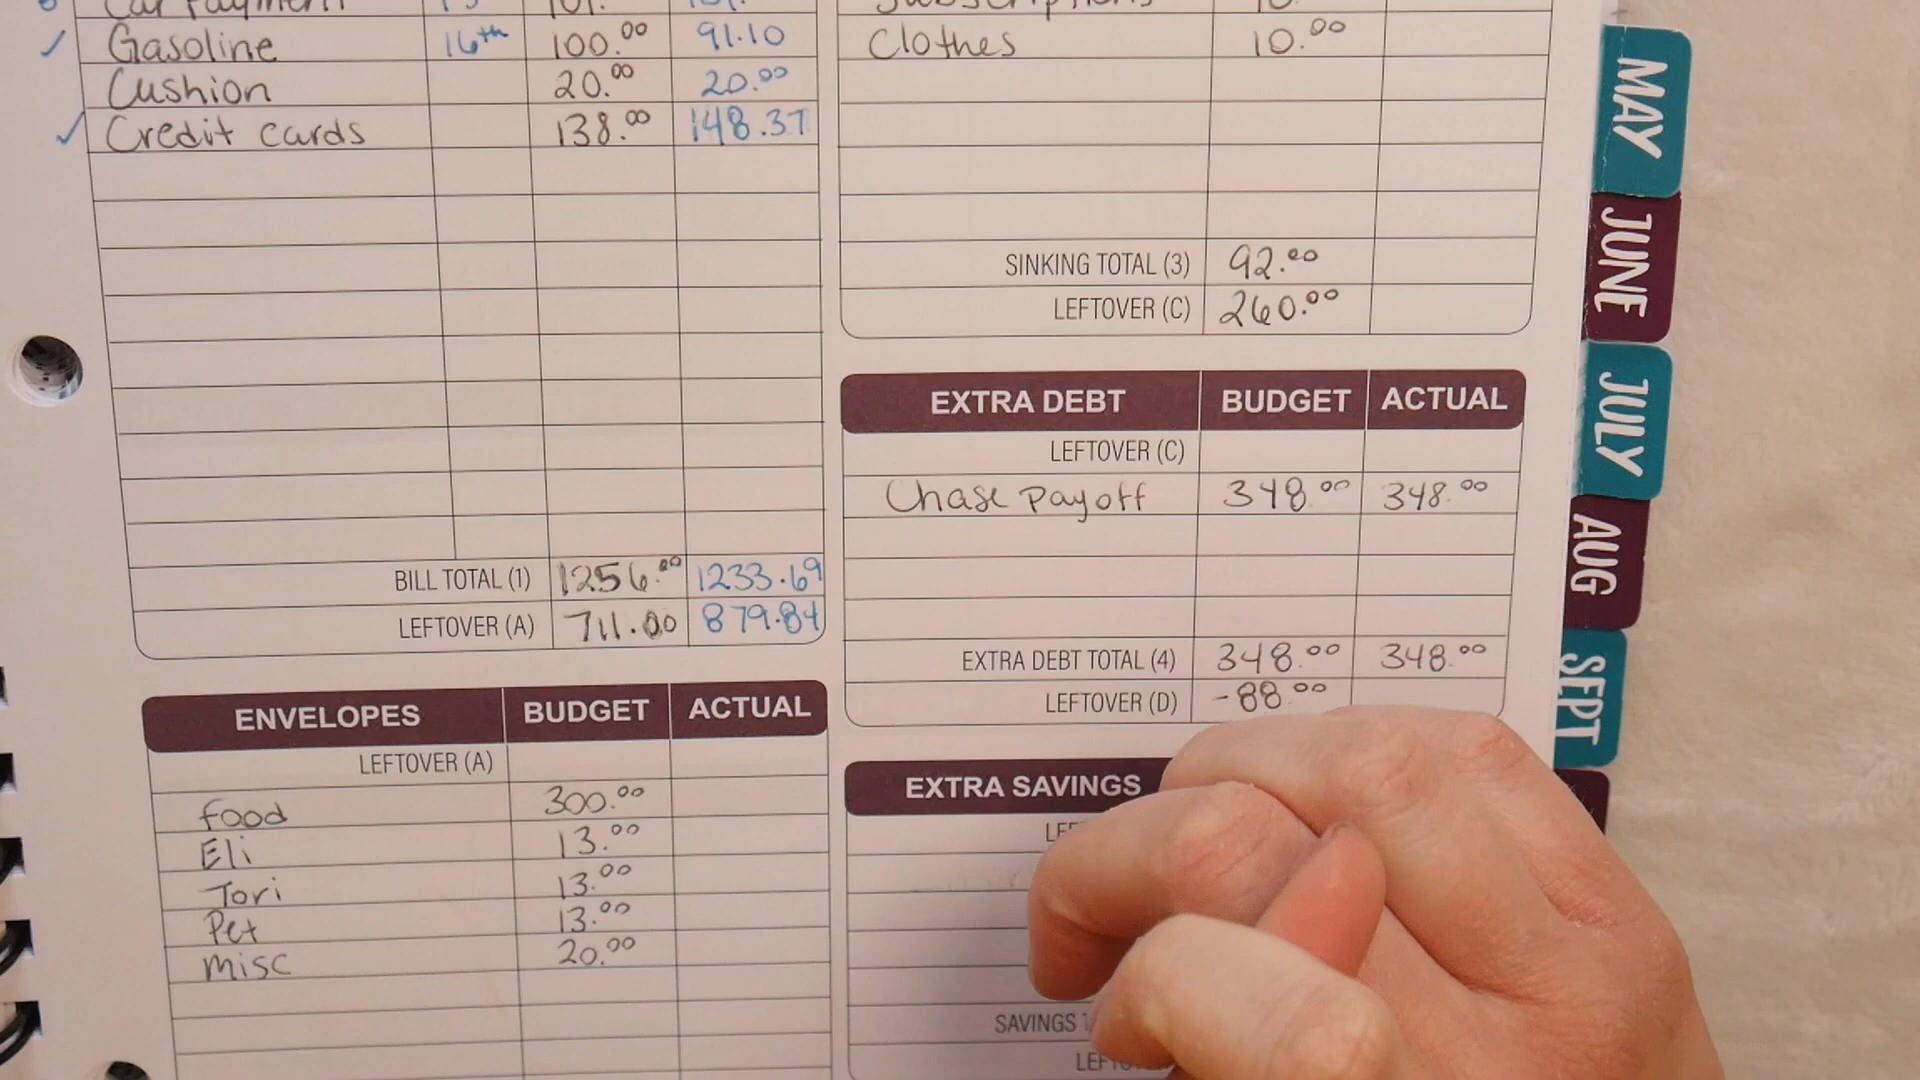 Car Payment
✓ Gasoline 16th 100.00 91.10
Cushion 20.00 20.00
✓ Credit cards 138.00 148.37
BILL TOTAL (1) 1256.00 1233.69
LEFTOVER (A) 711.00 879.84
ENVELOPES BUDGET ACTUAL
LEFTOVER (A)
food 300.00
Eli 13.00
Tori 13.00
Pet 13.00
misc 20.00
Subscriptions
Clothes 10.00
SINKING TOTAL (3) 92.00
LEFTOVER (C) 260.00
EXTRA DEBT BUDGET ACTUAL
LEFTOVER (C)
Chase Payoff 348.00 348.00
EXTRA DEBT TOTAL (4) 348.00 348.00
LEFTOVER (D) -88.00
EXTRA SAVINGS
SAVINGS
MAY
JUNE
JULY
AUG
SEPT